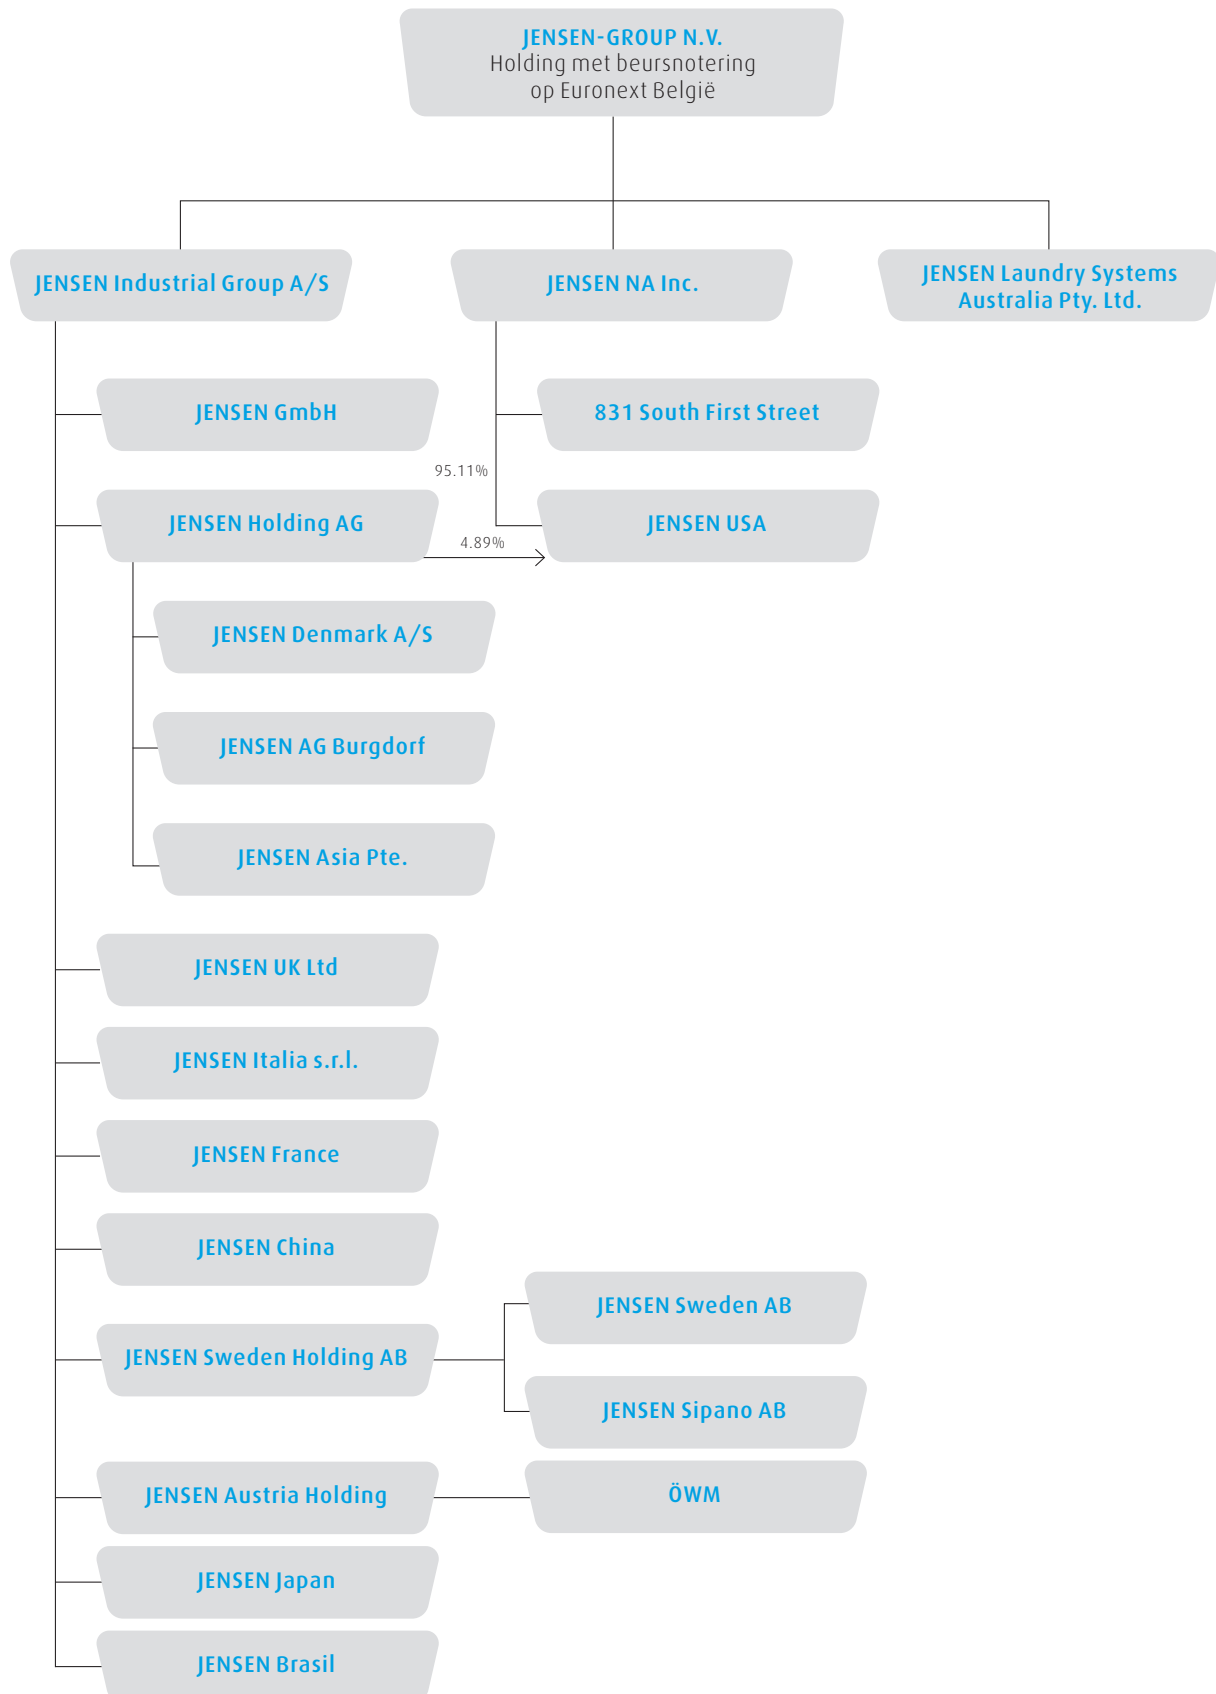 JENSEN-GROUP N.V.
Holding met beursnotering
op Euronext België
JENSEN Industrial Group A/S
JENSEN NA Inc.
JENSEN Laundry Systems
Australia Pty. Ltd.
JENSEN GmbH
831 South First Street
95.11%
JENSEN Holding AG
JENSEN USA
4.89%
JENSEN Denmark A/S
JENSEN AG Burgdorf
JENSEN Asia Pte.
JENSEN UK Ltd
JENSEN Italia s.r.l.
JENSEN France
JENSEN China
JENSEN Sweden AB
JENSEN Sweden Holding AB
JENSEN Sipano AB
JENSEN Austria Holding
ÖWM
JENSEN Japan
JENSEN Brasil